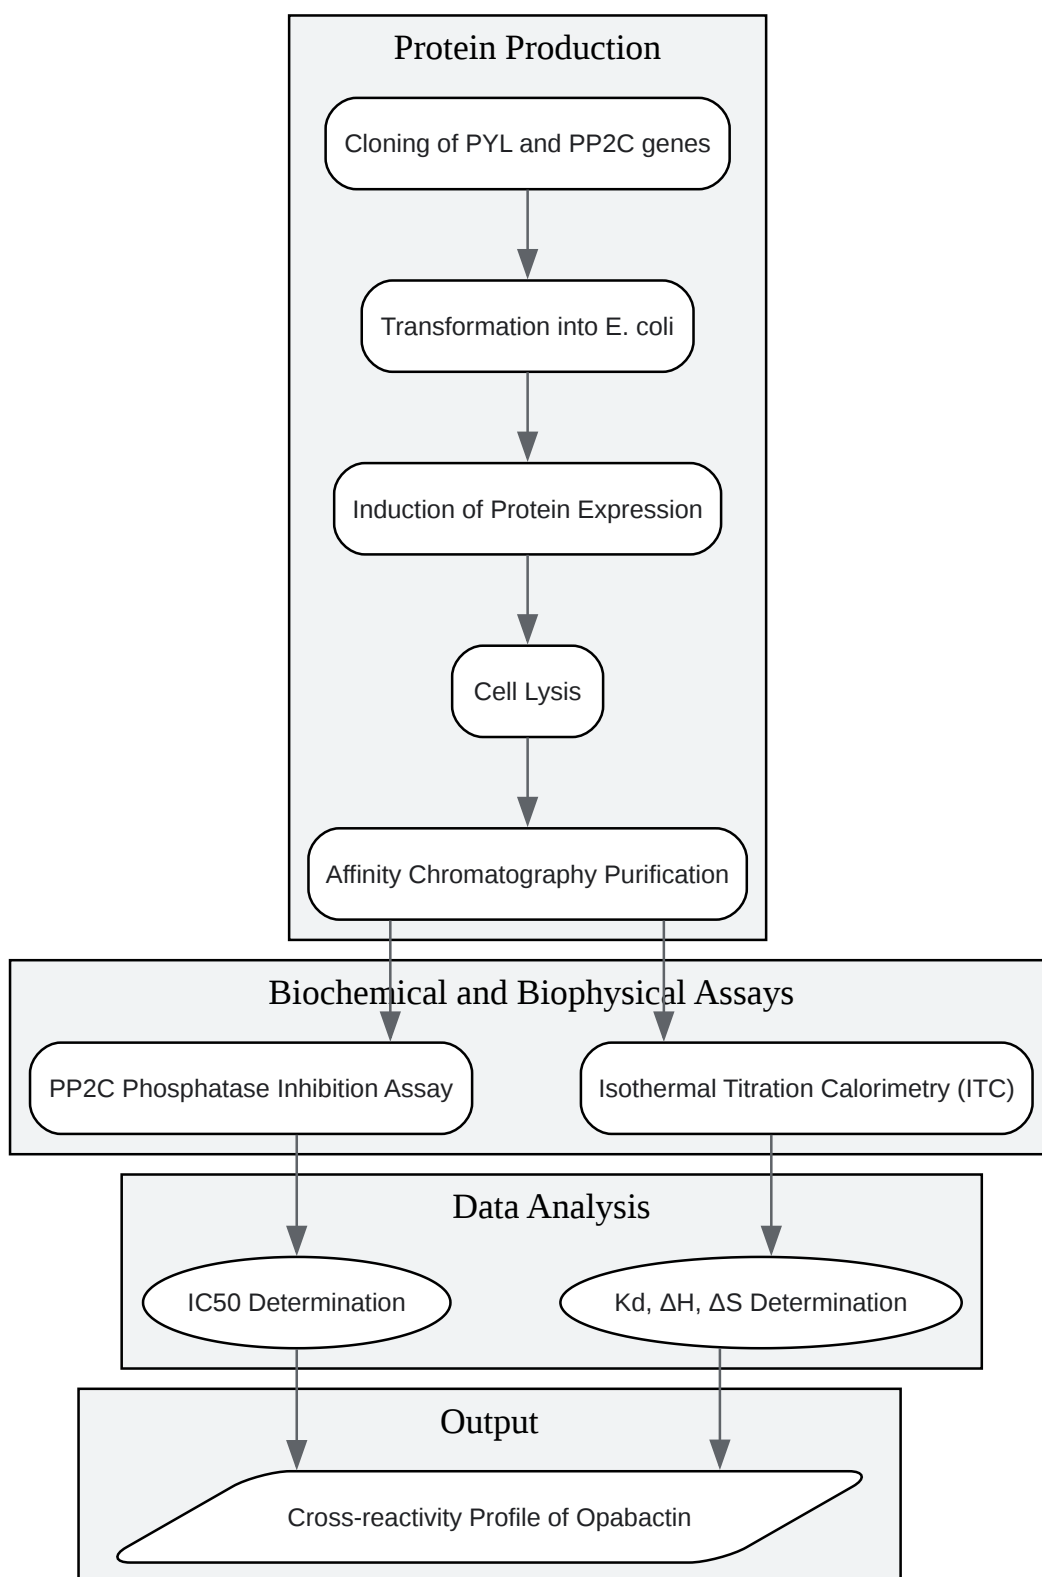 Protein Production
Cloning of PYL and PP2C genes
Transformation into E. coli
Induction of Protein Expression
Cell Lysis
Affinity Chromatography Purification
Biochemical and Biophysical Assays
PP2C Phosphatase Inhibition Assay
Isothermal Titration Calorimetry (ITC)
Data Analysis
IC50 Determination
Kd, ΔH, ΔS Determination
Output
Cross-reactivity Profile of Opabactin